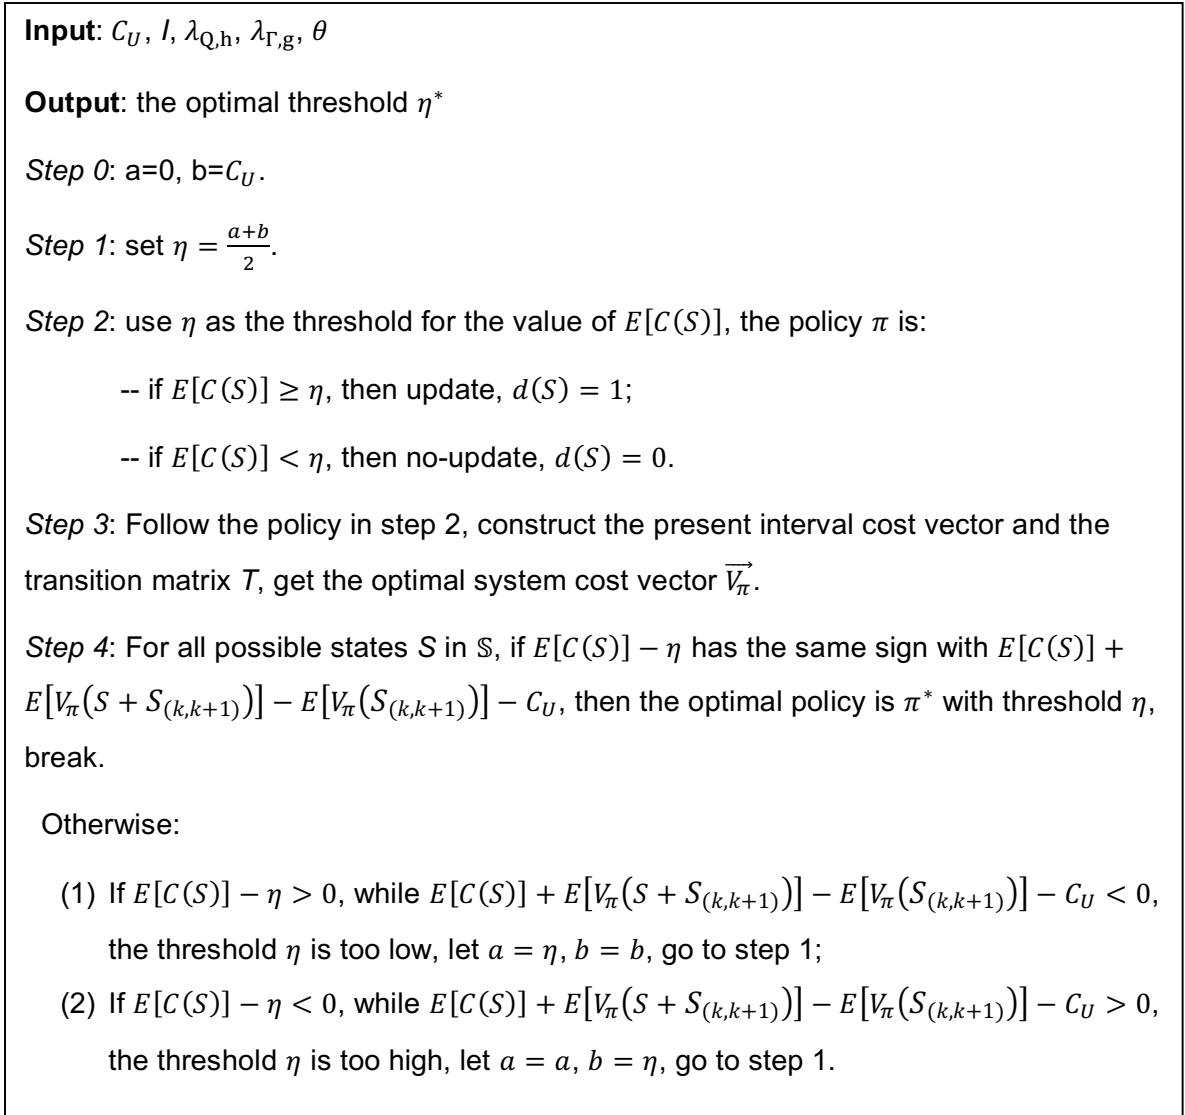 Input: C_U, I, λ_{Q,h}, λ_{Γ,g}, θ
Output: the optimal threshold η*
Step 0: a=0, b=C_U.
Step 1: set η = \frac{a+b}{2}.
Step 2: use η as the threshold for the value of E[C(S)], the policy π is:
-- if E[C(S)] ≥ η, then update, d(S) = 1;
-- if E[C(S)] < η, then no-update, d(S) = 0.
Step 3: Follow the policy in step 2, construct the present interval cost vector and the
transition matrix T, get the optimal system cost vector \overrightarrow{V_π}.
Step 4: For all possible states S in 𝕊, if E[C(S)] − η has the same sign with E[C(S)] +
E[V_π(S + S_{(k,k+1)})] − E[V_π(S_{(k,k+1)})] − C_U, then the optimal policy is π* with threshold η,
break.
Otherwise:
(1) If E[C(S)] − η > 0, while E[C(S)] + E[V_π(S + S_{(k,k+1)})] − E[V_π(S_{(k,k+1)})] − C_U < 0,
the threshold η is too low, let a = η, b = b, go to step 1;
(2) If E[C(S)] − η < 0, while E[C(S)] + E[V_π(S + S_{(k,k+1)})] − E[V_π(S_{(k,k+1)})] − C_U > 0,
the threshold η is too high, let a = a, b = η, go to step 1.